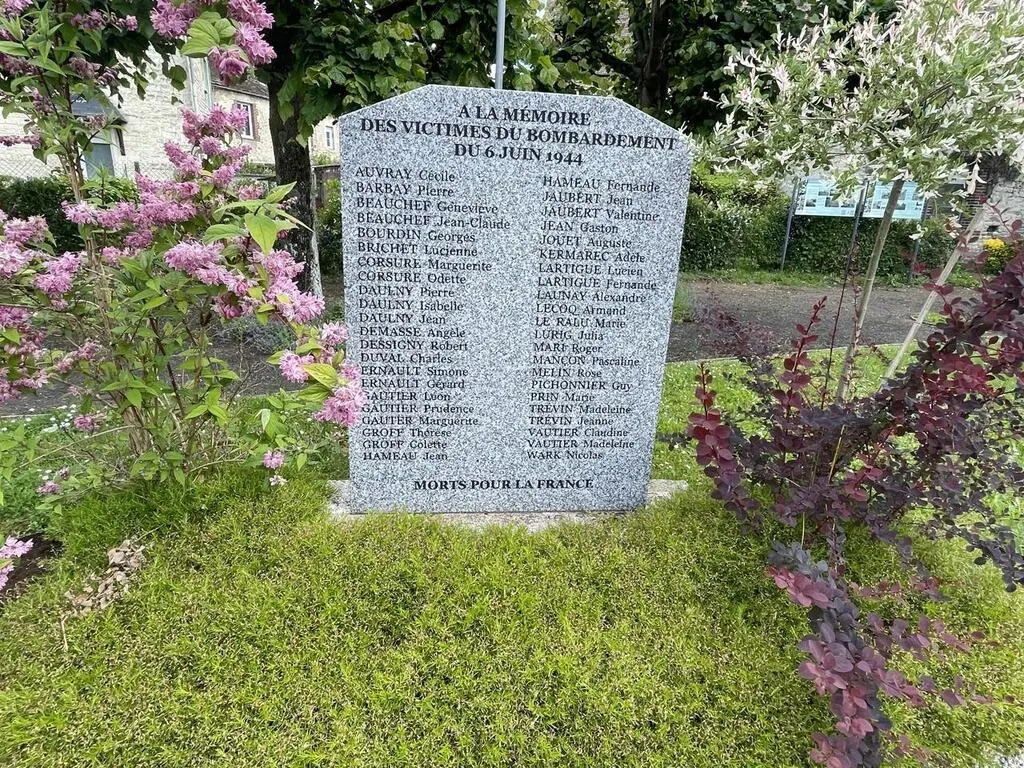 A LA MÉMOIRE
DES VICTIMES DU BOMBARDEMENT
DU 6 JUIN 1944
AUVRAY Cécile
BARBAY Pierre
BEAUCHEF Geneviève
BEAUCHEF Jean-Claude
BOURDIN Georges
BRICHET Lucienne
CORSURE Marguerite
CORSURE Odette
DAULNY Pierre
DAULNY Isabelle
DAULNY Jean
DEMASSE Angèle
DESSIGNY Robert
DUVAL Charles
ERNAULT Simone
ERNAULT Gérard
GAUTIER Léon
GAUTIER Prudence
GAUTER Marguerite
GROFF Thérèse
GROFF Colette
HAMEAU Jean
HAMEAU Fernande
JAUBERT Jean
JAUBERT Valentine
JEAN Gaston
JOUET Auguste
KERMAREC Adèle
LARTIGUE Lucien
LARTIGUE Fernande
LAUNAY Alexandre
LECOQ Armand
LE RALU Marie
LURIG Julia
MARE Roger
MANÇON Pascaline
MELIN Rose
PICHONNIER Guy
PRIN Marie
TREVIN Madeleine
TREVIN Jeanne
VAUTIER Claudine
VAUTIER Madeleine
WARK Nicolas
MORTS POUR LA FRANCE